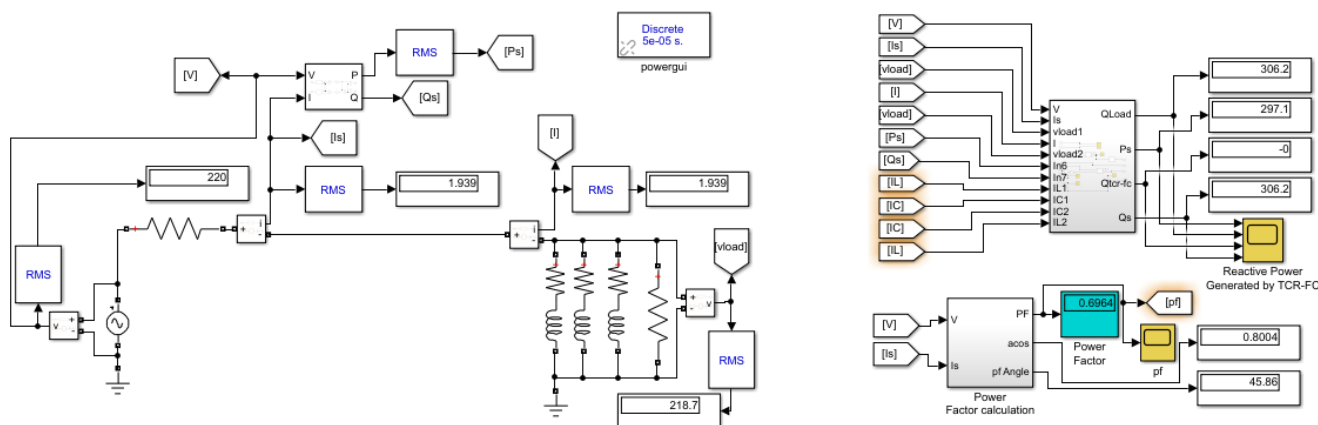 [V]
V
I
P
Q
RMS
[Ps]
[Qs]
Discrete
5e-05 s.
powergui
[Is]
[I]
220
RMS
1.939
RMS
1.939
[vload]
RMS
+
-
v
+
-
i
+
-
i
+
-
v
RMS
218.7
[V]
[Is]
[vload]
[I]
[vload]
[Ps]
[Qs]
[IL]
[IC]
[IC]
[IL]
V
Is
vload1
I
vload2
In6
In7
IL1
IC1
IC2
IL2
QLoad
Ps
Qtcr-fc
Qs
306.2
297.1
-0
306.2
Reactive Power
Generated by TCR-FC
[V]
[Is]
V
Is
PF
acos
pf Angle
Power
Factor calculation
0.6964
Power
Factor
[pf]
pf
0.8004
45.86